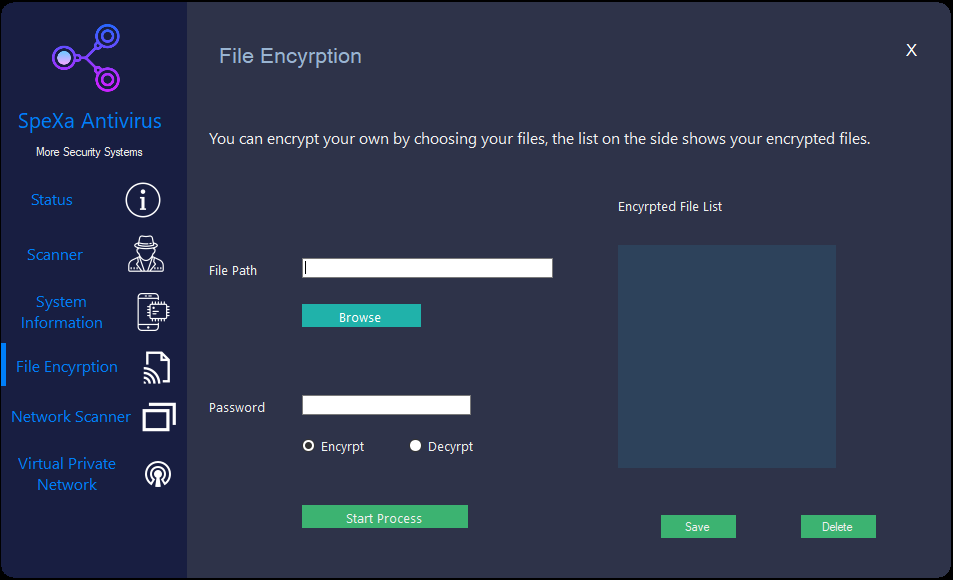 SpeXa Antivirus
More Security Systems
Status
Scanner
System
Information
File Encyrption
Network Scanner
Virtual Private
Network
File Encyrption
X
You can encrypt your own by choosing your files, the list on the side shows your encrypted files.
Encyrpted File List
File Path
Browse
Password
Encyrpt
Decyrpt
Start Process
Save
Delete